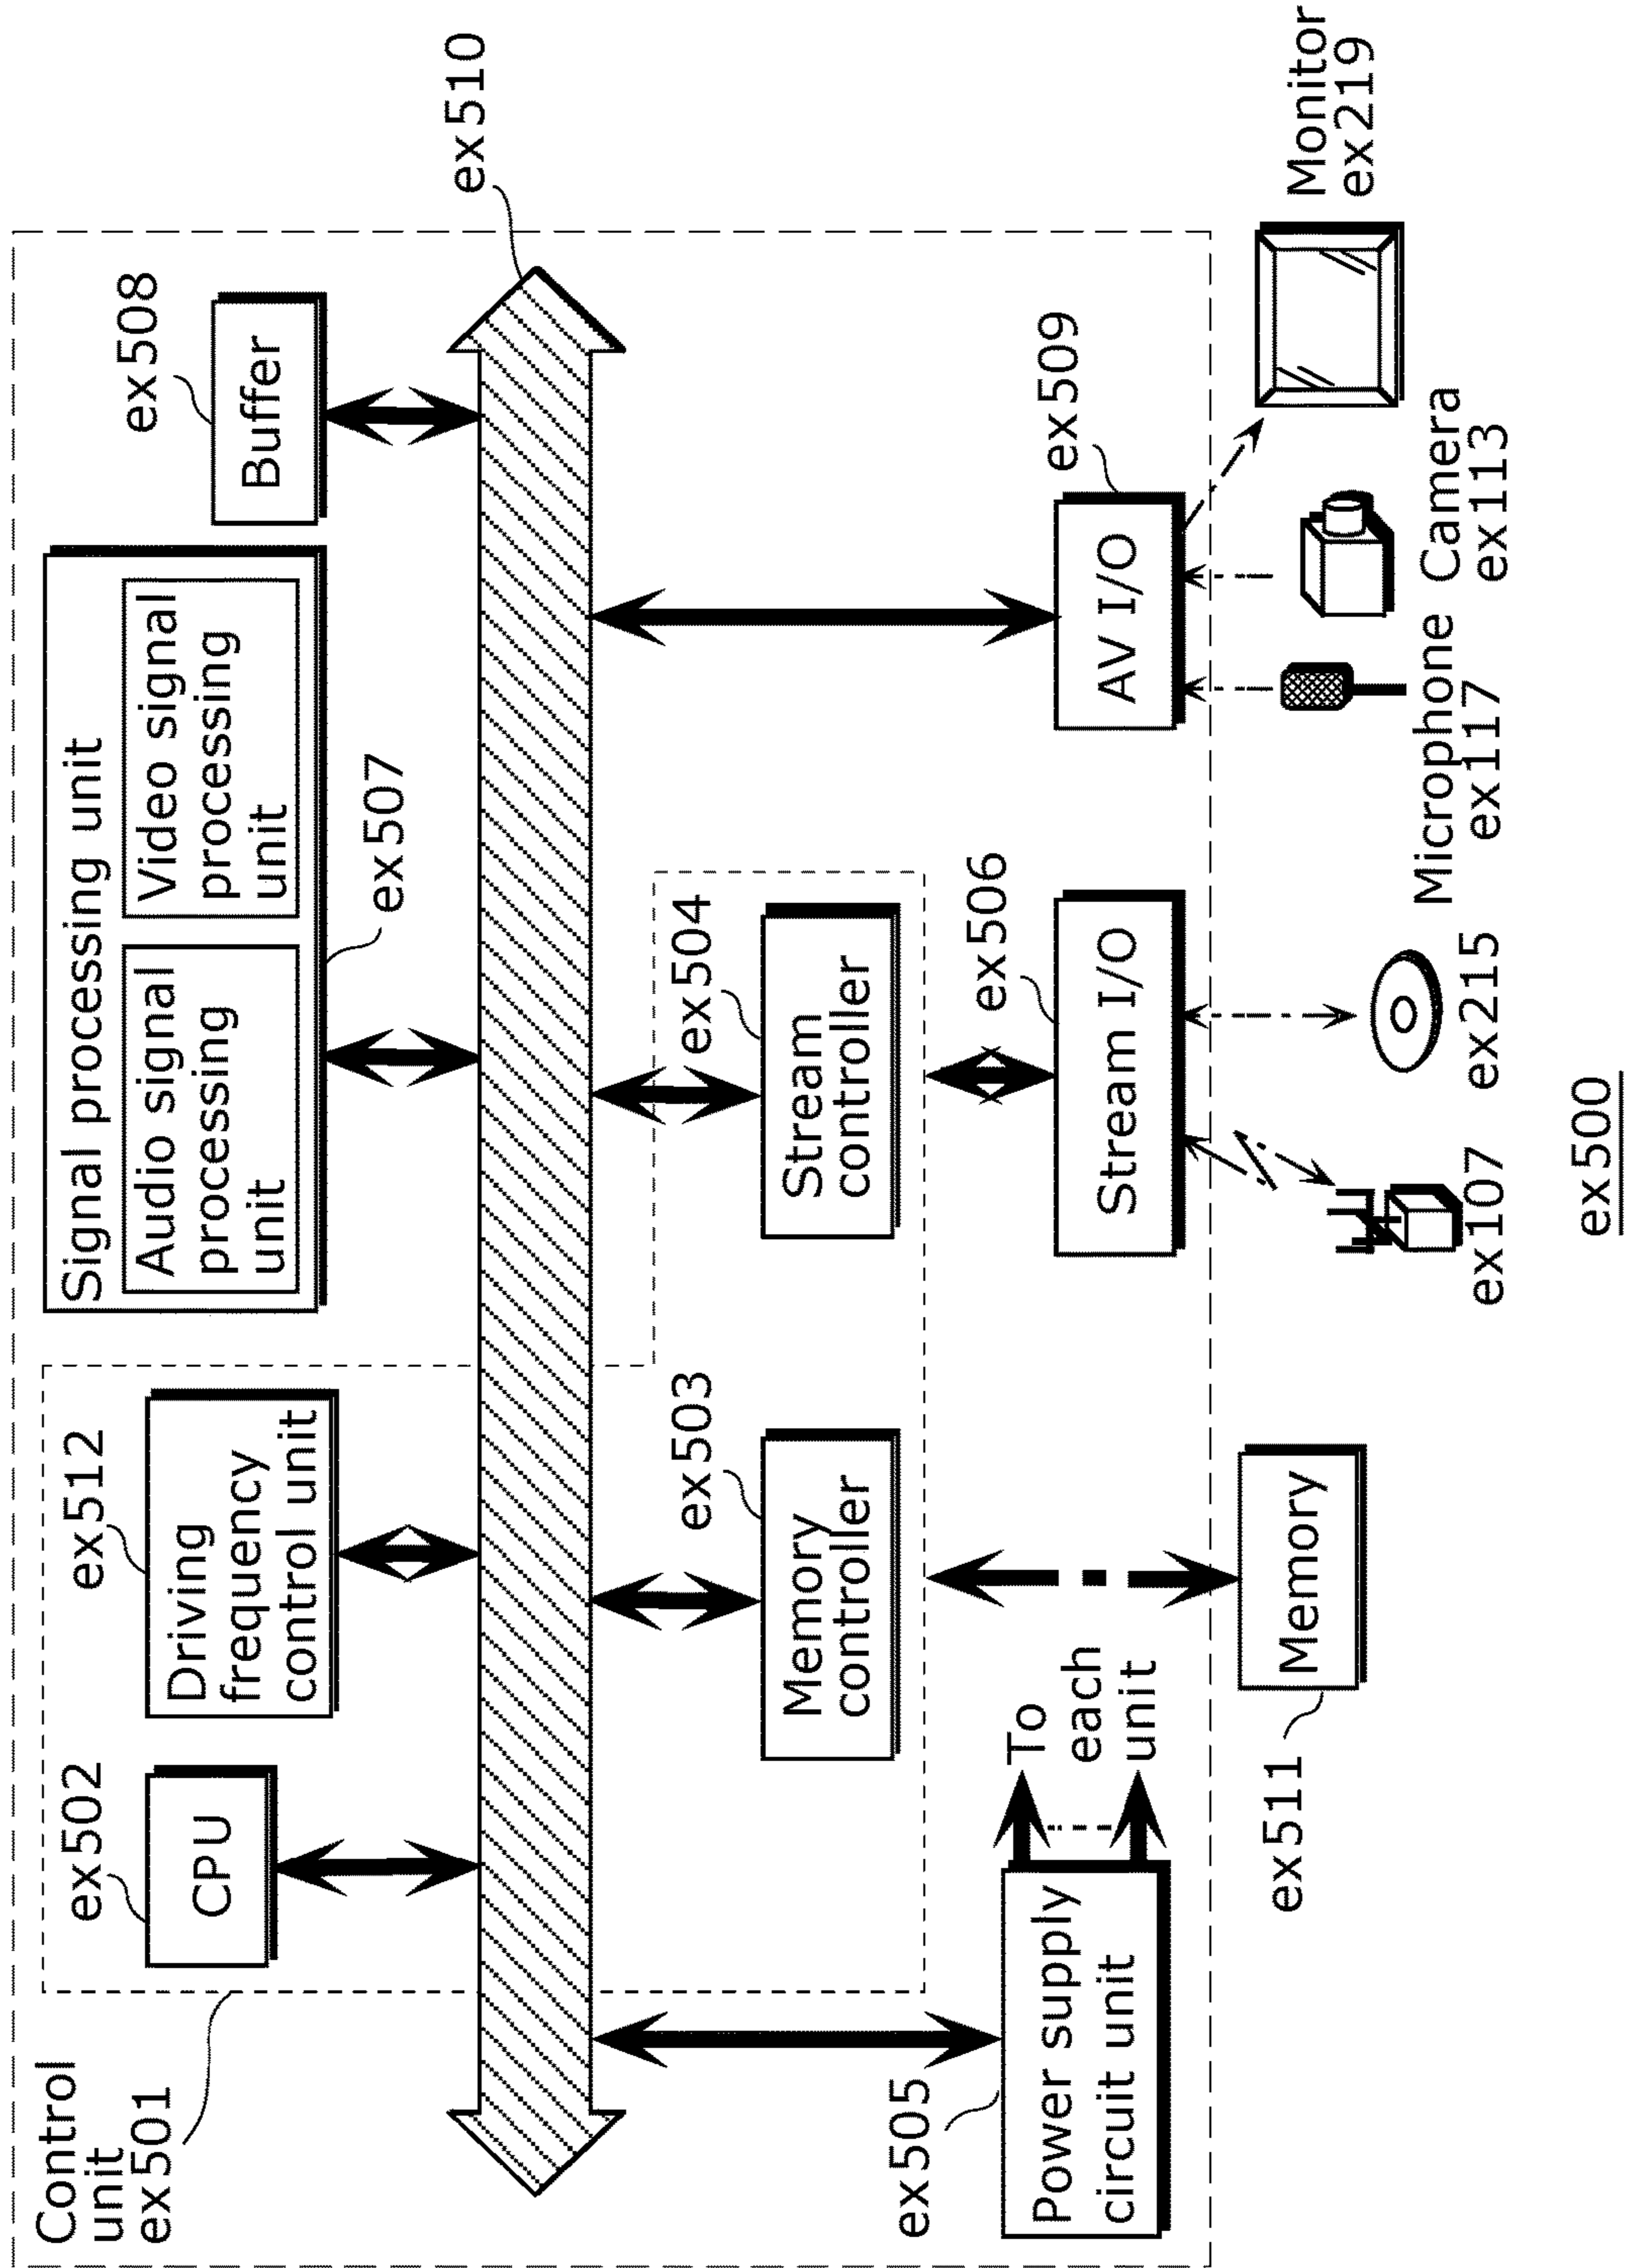 Control
unit
ex501
ex502
CPU
ex512
Driving
frequency
control unit
Signal processing unit
Audio signal
processing
unit
Video signal
processing
unit
ex507
ex508
Buffer
ex510
ex503
Memory
controller
ex504
Stream
controller
ex505
Power supply
circuit unit
To
each
unit
ex506
Stream I/O
ex509
AV I/O
ex511
Memory
ex107
ex215
Microphone
ex117
Camera
ex113
Monitor
ex219
ex500